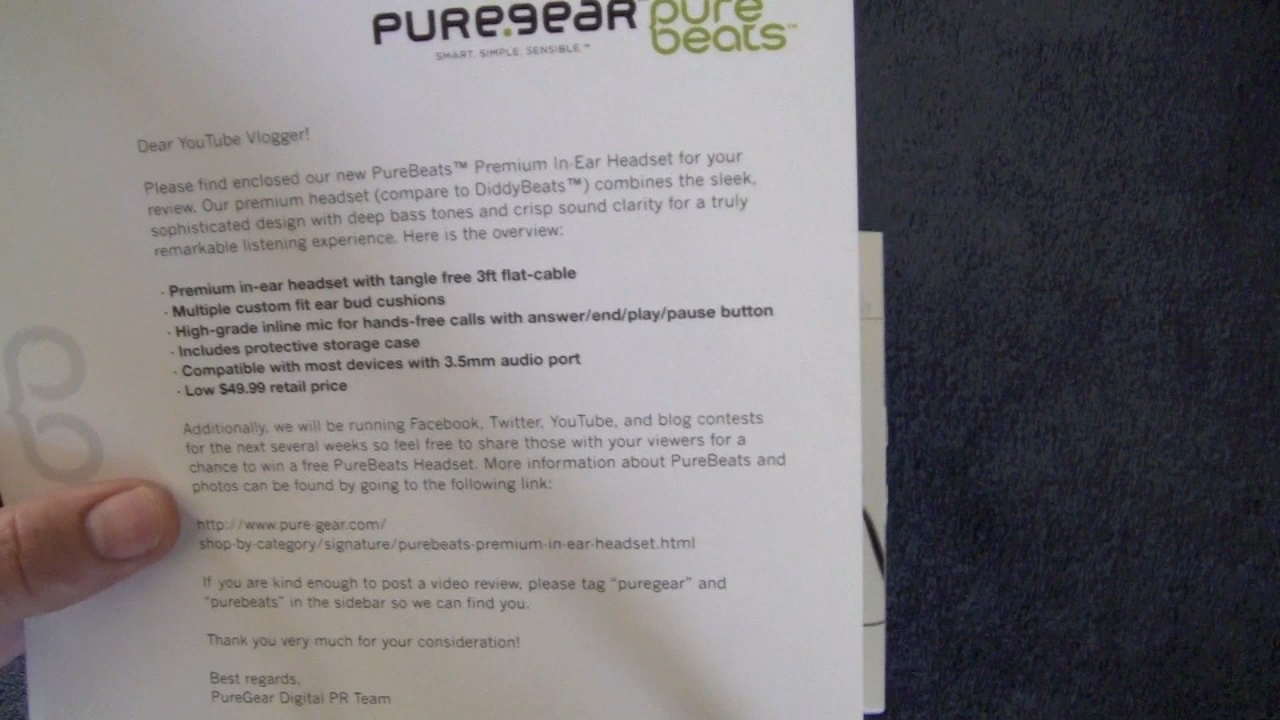 PUREGEAR™ pure beats™
SMART. SIMPLE. SENSIBLE.™
Dear YouTube Vlogger!
Please find enclosed our new PureBeats™ Premium In-Ear Headset for your
review. Our premium headset (compare to DiddyBeats™) combines the sleek,
sophisticated design with deep bass tones and crisp sound clarity for a truly
remarkable listening experience. Here is the overview:
· Premium in-ear headset with tangle free 3ft flat-cable
· Multiple custom fit ear bud cushions
· High-grade inline mic for hands-free calls with answer/end/play/pause button
· Includes protective storage case
· Compatible with most devices with 3.5mm audio port
· Low $49.99 retail price
Additionally, we will be running Facebook, Twitter, YouTube, and blog contests
for the next several weeks so feel free to share those with your viewers for a
chance to win a free PureBeats Headset. More information about PureBeats and
photos can be found by going to the following link:
http://www.pure-gear.com/
shop-by-category/signature/purebeats-premium-in-ear-headset.html
If you are kind enough to post a video review, please tag “puregear” and
“purebeats” in the sidebar so we can find you.
Thank you very much for your consideration!
Best regards,
PureGear Digital PR Team